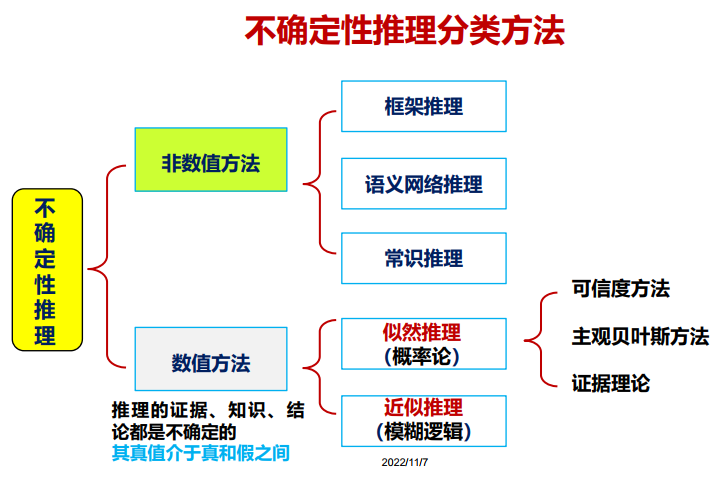 不确定性推理分类方法
不确定性推理
非数值方法
框架推理
语义网络推理
常识推理
数值方法
推理的证据、知识、结
论都是不确定的
其真值介于真和假之间
似然推理
（概率论）
近似推理
（模糊逻辑）
可信度方法
主观贝叶斯方法
证据理论
2022/11/7